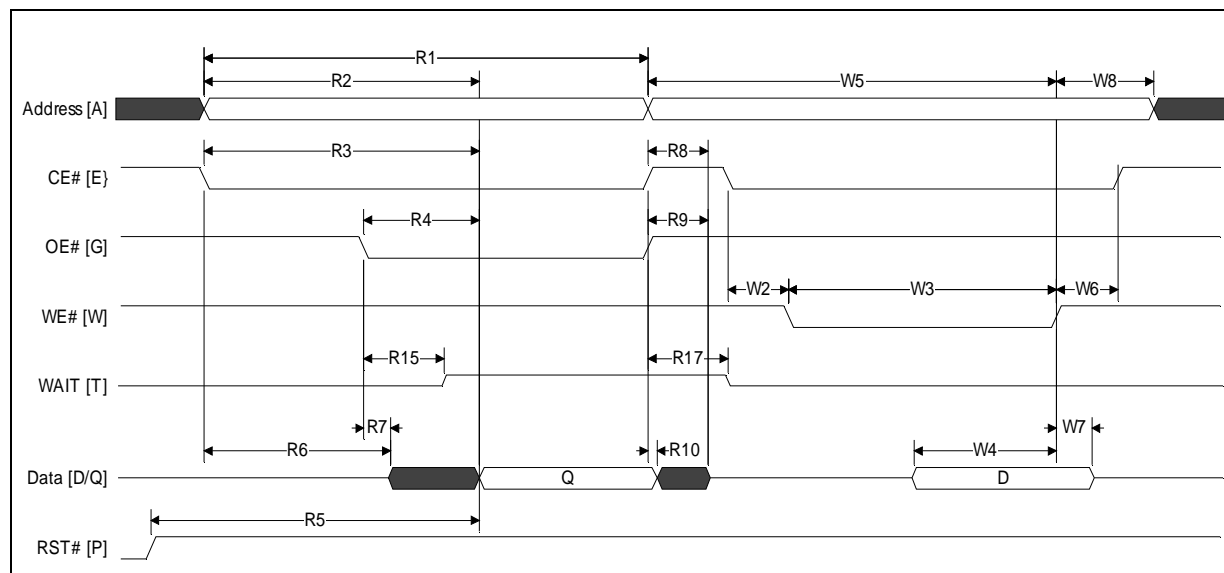 R1
R2
W5
W8
Address [A]
R3
R8
CE# [E}
R4
R9
OE# [G]
W2
W3
W6
WE# [W]
R15
R17
WAIT [T]
R7
W7
R6
R10
W4
Data [D/Q]
Q
D
R5
RST# [P]